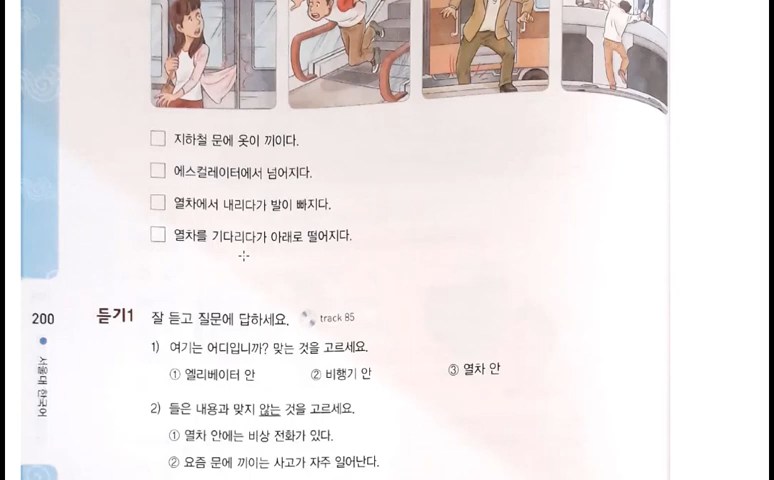 지하철 문에 옷이 끼이다.
에스컬레이터에서 넘어지다.
열차에서 내리다가 발이 빠지다.
열차를 기다리다가 아래로 떨어지다.
200
서울대 한국어
듣기1 잘 듣고 질문에 답하세요. track 85
1) 여기는 어디입니까? 맞는 것을 고르세요.
① 엘리베이터 안 ② 비행기 안 ③ 열차 안
2) 들은 내용과 맞지 않는 것을 고르세요.
① 열차 안에는 비상 전화가 있다.
② 요즘 문에 끼이는 사고가 자주 일어난다.